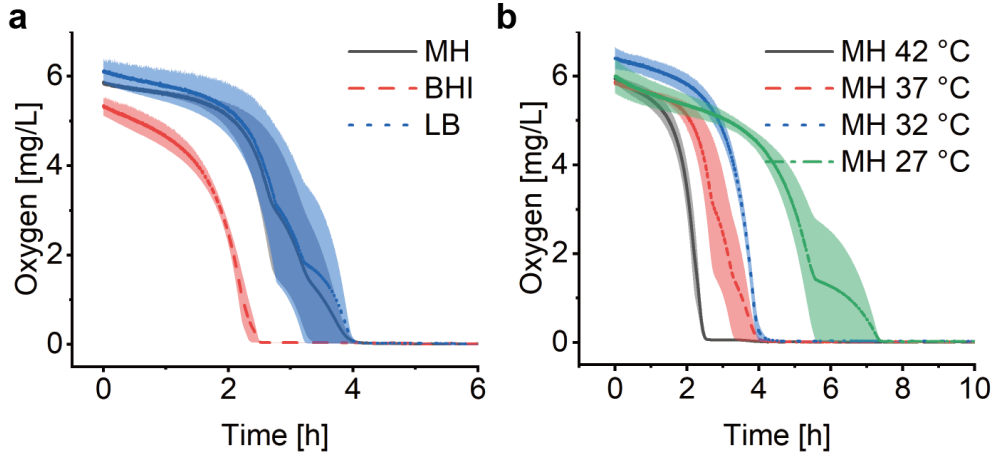 a
MH
BHI
LB
Oxygen [mg/L]
6
4
2
0
0 2 4 6
Time [h]
b
MH 42 °C
MH 37 °C
MH 32 °C
MH 27 °C
Oxygen [mg/L]
6
4
2
0
0 2 4 6 8 10
Time [h]